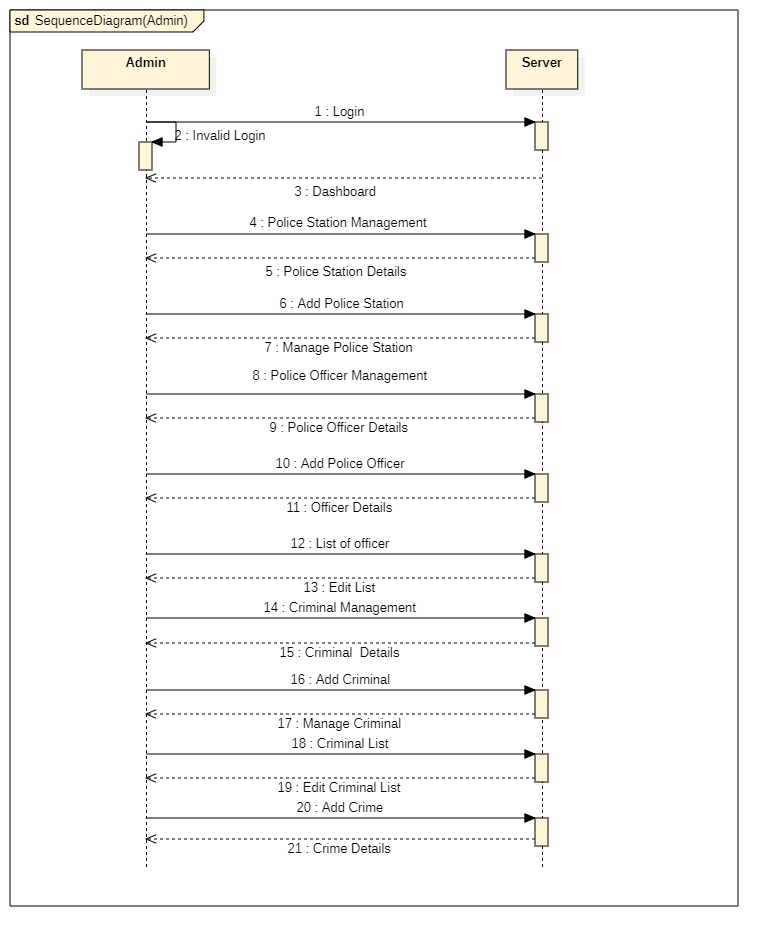 sd SequenceDiagram(Admin)
Admin
Server
1 : Login
2 : Invalid Login
3 : Dashboard
4 : Police Station Management
5 : Police Station Details
6 : Add Police Station
7 : Manage Police Station
8 : Police Officer Management
9 : Police Officer Details
10 : Add Police Officer
11 : Officer Details
12 : List of officer
13 : Edit List
14 : Criminal Management
15 : Criminal  Details
16 : Add Criminal
17 : Manage Criminal
18 : Criminal List
19 : Edit Criminal List
20 : Add Crime
21 : Crime Details